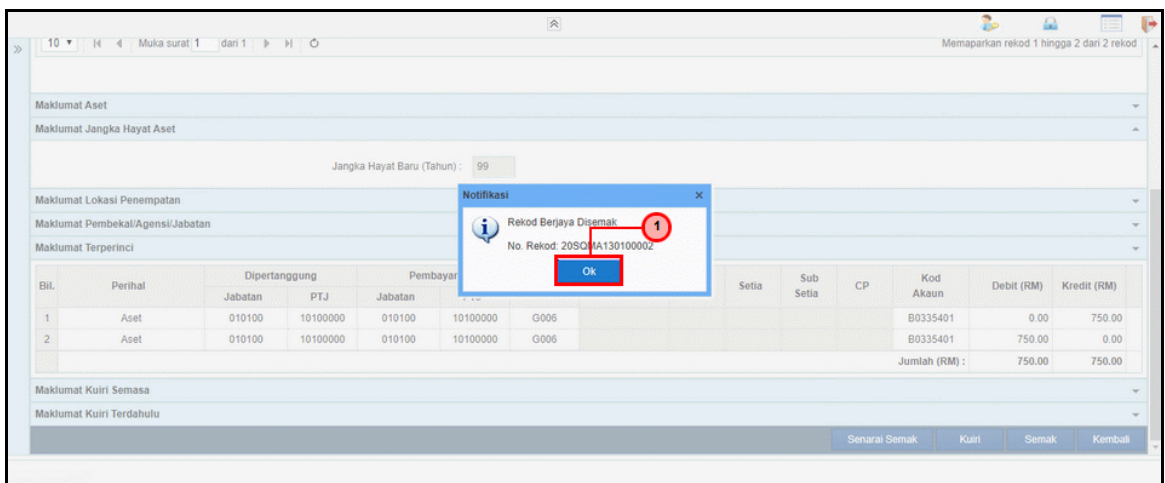 10 Muka surat 1 dari 1 Memaparkan rekod 1 hingga 2 dari 2 rekod
Maklumat Aset
Maklumat Jangka Hayat Aset
Jangka Hayat Baru (Tahun) : 99
Maklumat Lokasi Penempatan
Maklumat Pembekal/Agensi/Jabatan
Maklumat Terperinci
Notifikasi x
Rekod Berjaya Disemak
1
No. Rekod: 20SQMA130100002
Ok
Bil. Perihal Dipertanggung Pembayar Setia Sub Setia CP Kod Akaun Debit (RM) Kredit (RM)
Jabatan PTJ Jabatan
1 Aset 010100 10100000 010100 10100000 G006 B0335401 0.00 750.00
2 Aset 010100 10100000 010100 10100000 G006 B0335401 750.00 0.00
Jumlah (RM) : 750.00 750.00
Maklumat Kuiri Semasa
Maklumat Kuiri Terdahulu
Senarai Semak Kuiri Semak Kembali